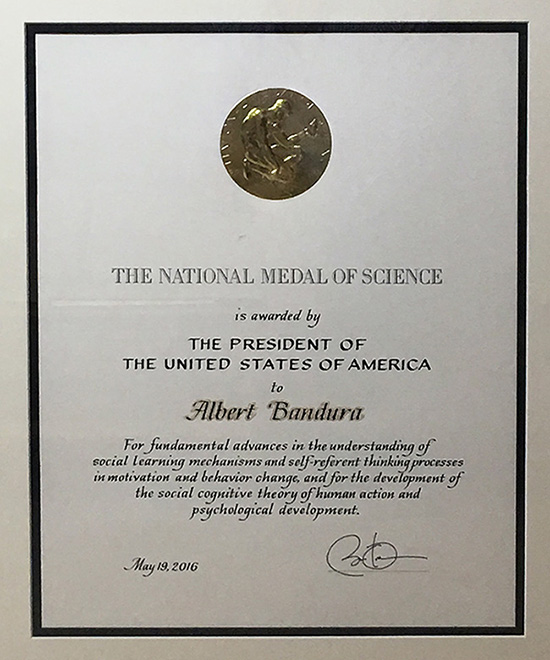 THE NATIONAL MEDAL OF SCIENCE
is awarded by
THE PRESIDENT OF
THE UNITED STATES OF AMERICA
to
Albert Bandura
For fundamental advances in the understanding of
social learning mechanisms and self-referent thinking processes
in motivation and behavior change, and for the development of
the social cognitive theory of human action and
psychological development.
May 19, 2016